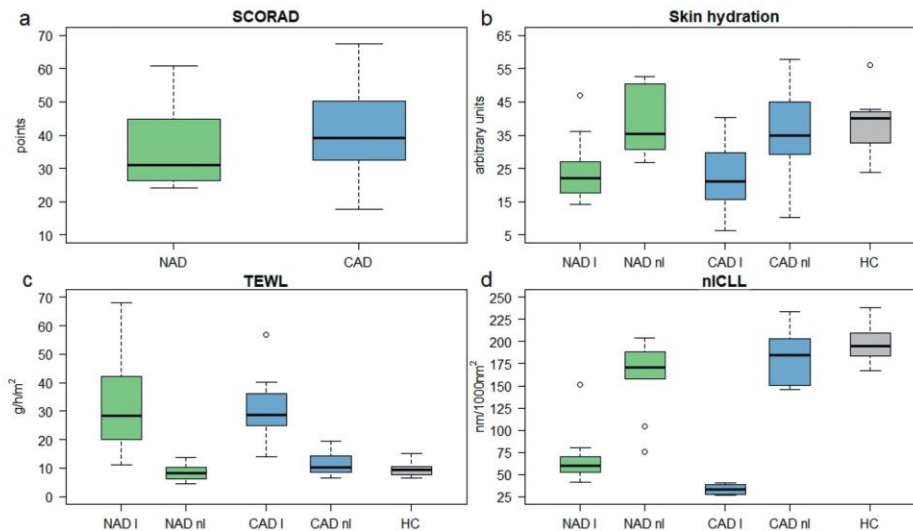 a
SCORAD
70
60
50
40
30
20
10
points
NAD
CAD
b
Skin hydration
65
55
45
35
25
15
5
arbitrary units
NAD l
NAD nl
CAD l
CAD nl
HC
c
TEWL
70
60
50
40
30
20
10
0
g/h/m²
NAD l
NAD nl
CAD l
CAD nl
HC
d
nICLL
250
225
200
175
150
125
100
75
50
25
nm/1000nm²
NAD l
NAD nl
CAD l
CAD nl
HC